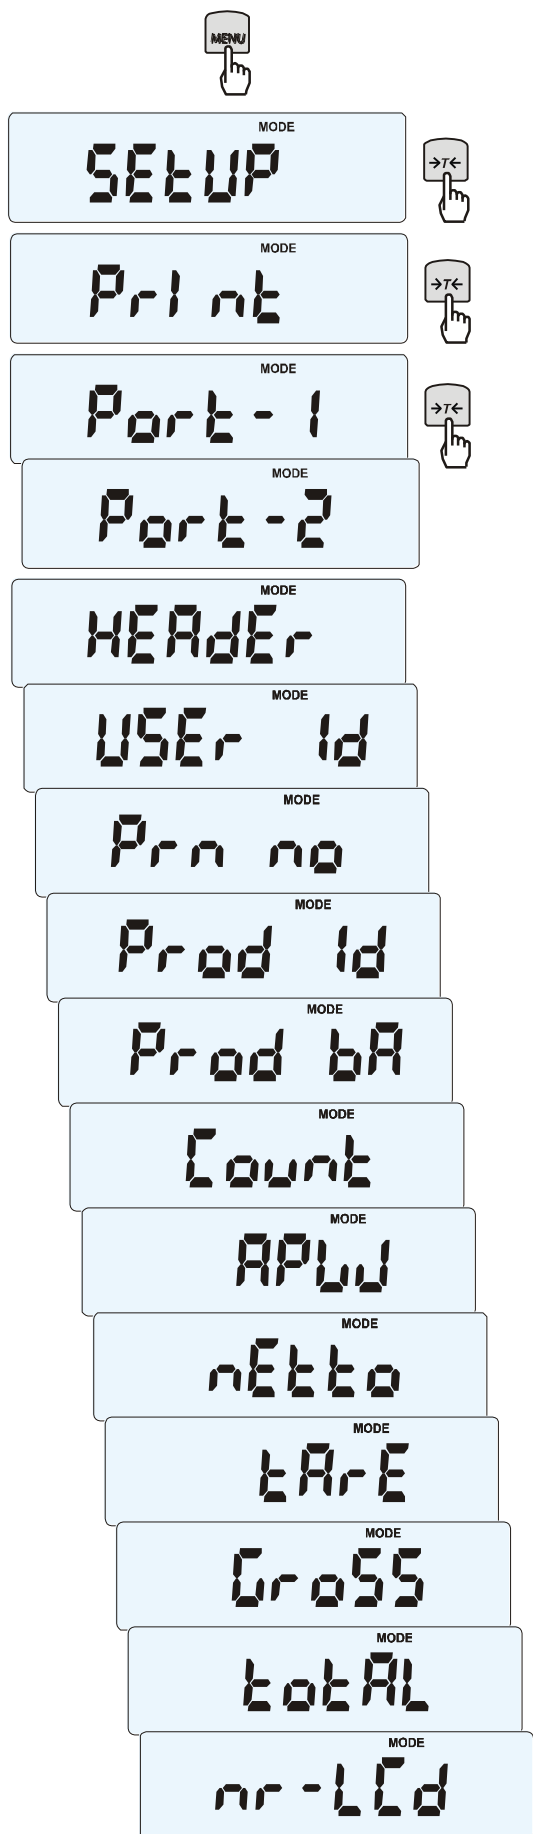 MENU
MODE
SEtUP
→T←
MODE
PrInt
→T←
MODE
Port-1
→T←
MODE
Port-2
MODE
HEAdEr
MODE
USEr Id
MODE
Prn no
MODE
Prod Id
MODE
Prod bA
MODE
Count
MODE
APW
MODE
nEtto
MODE
tArE
MODE
GroSS
MODE
totAL
MODE
nr-LCd